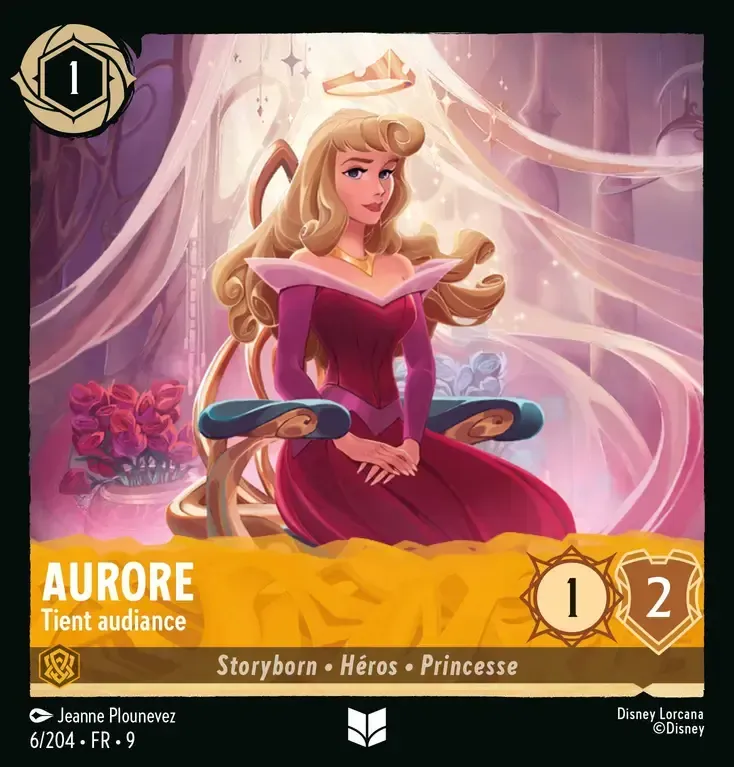 1
AURORE
Tient audiance
1
2
Storyborn • Héros • Princesse
Jeanne Plounevez
6/204 • FR • 9
Disney Lorcana
©Disney